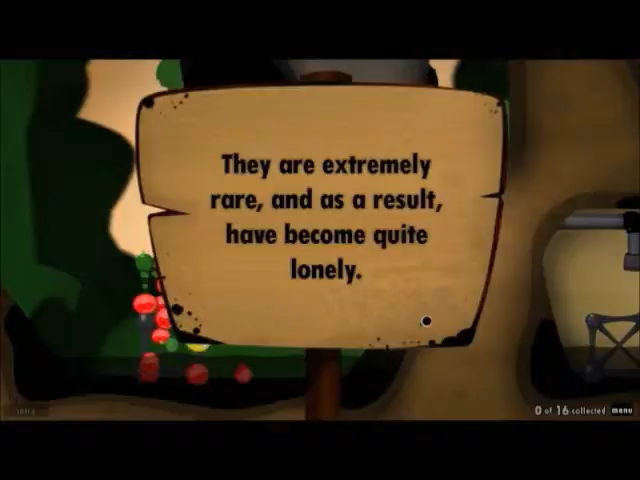 They are extremely
rare, and as a result,
have become quite
lonely.
0 of 16 collected menu